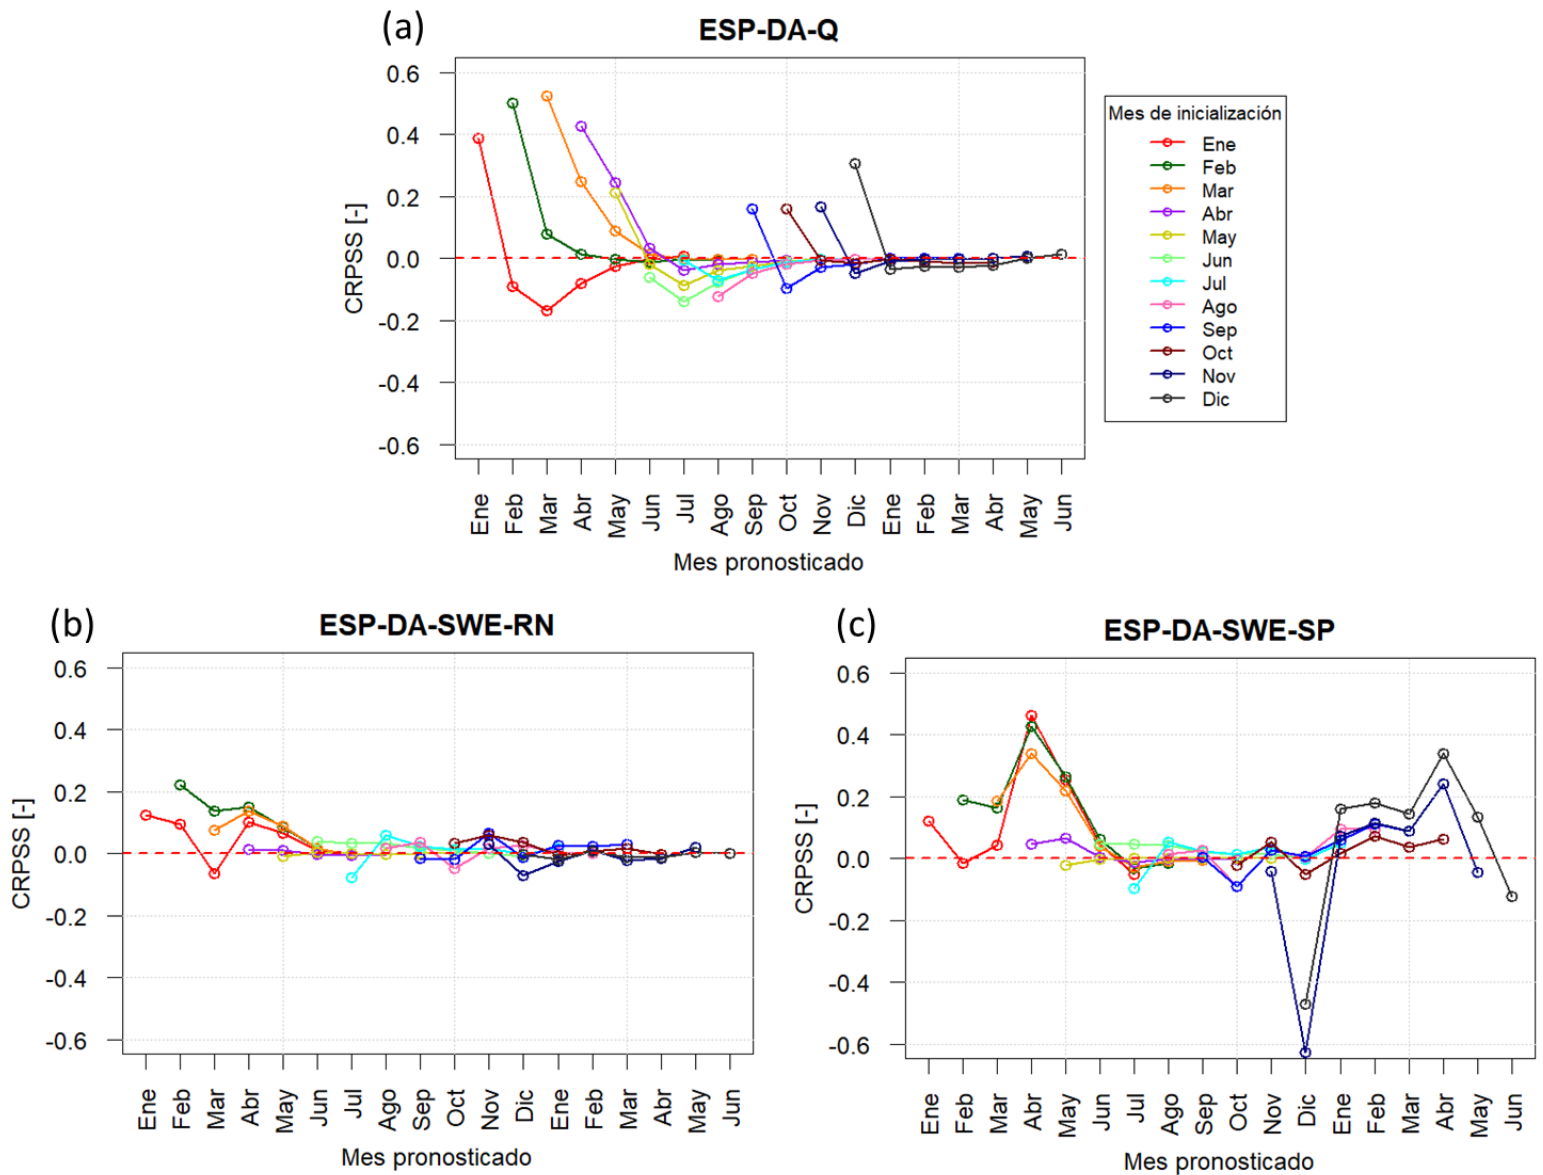 (a)
ESP-DA-Q
0.6
0.4
0.2
0.0
-0.2
-0.4
-0.6
CRPSS [-]
Ene
Feb
Mar
Abr
May
Jun
Jul
Ago
Sep
Oct
Nov
Dic
Ene
Feb
Mar
Abr
May
Jun
Mes pronosticado
Mes de inicialización
Ene
Feb
Mar
Abr
May
Jun
Jul
Ago
Sep
Oct
Nov
Dic
(b)
ESP-DA-SWE-RN
0.6
0.4
0.2
0.0
-0.2
-0.4
-0.6
CRPSS [-]
Ene
Feb
Mar
Abr
May
Jun
Jul
Ago
Sep
Oct
Nov
Dic
Ene
Feb
Mar
Abr
May
Jun
Mes pronosticado
(c)
ESP-DA-SWE-SP
0.6
0.4
0.2
0.0
-0.2
-0.4
-0.6
CRPSS [-]
Ene
Feb
Mar
Abr
May
Jun
Jul
Ago
Sep
Oct
Nov
Dic
Ene
Feb
Mar
Abr
May
Jun
Mes pronosticado